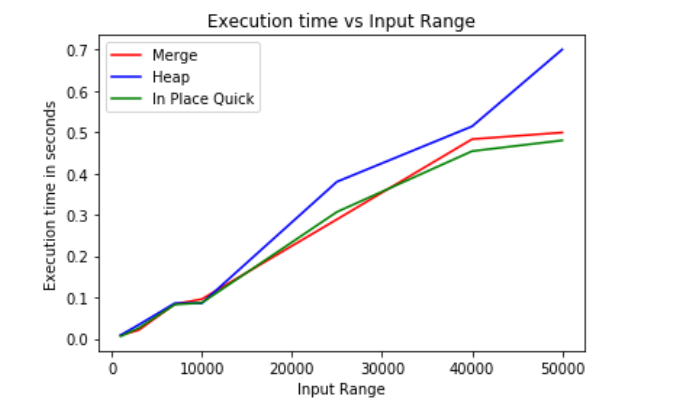 Execution time vs Input Range
Merge
Heap
In Place Quick
Execution time in seconds
0.7
0.6
0.5
0.4
0.3
0.2
0.1
0.0
0 10000 20000 30000 40000 50000
Input Range